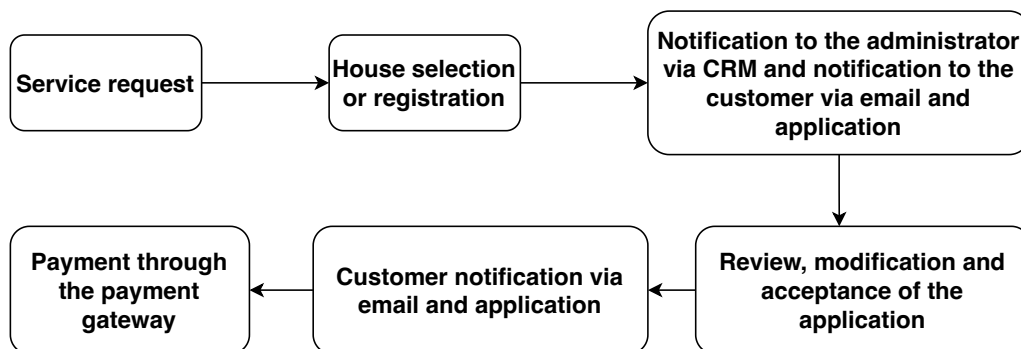 Service request
House selection
or registration
Notification to the administrator
via CRM and notification to the
customer via email and
application
Review, modification and
acceptance of the
application
Customer notification via
email and application
Payment through
the payment
gateway